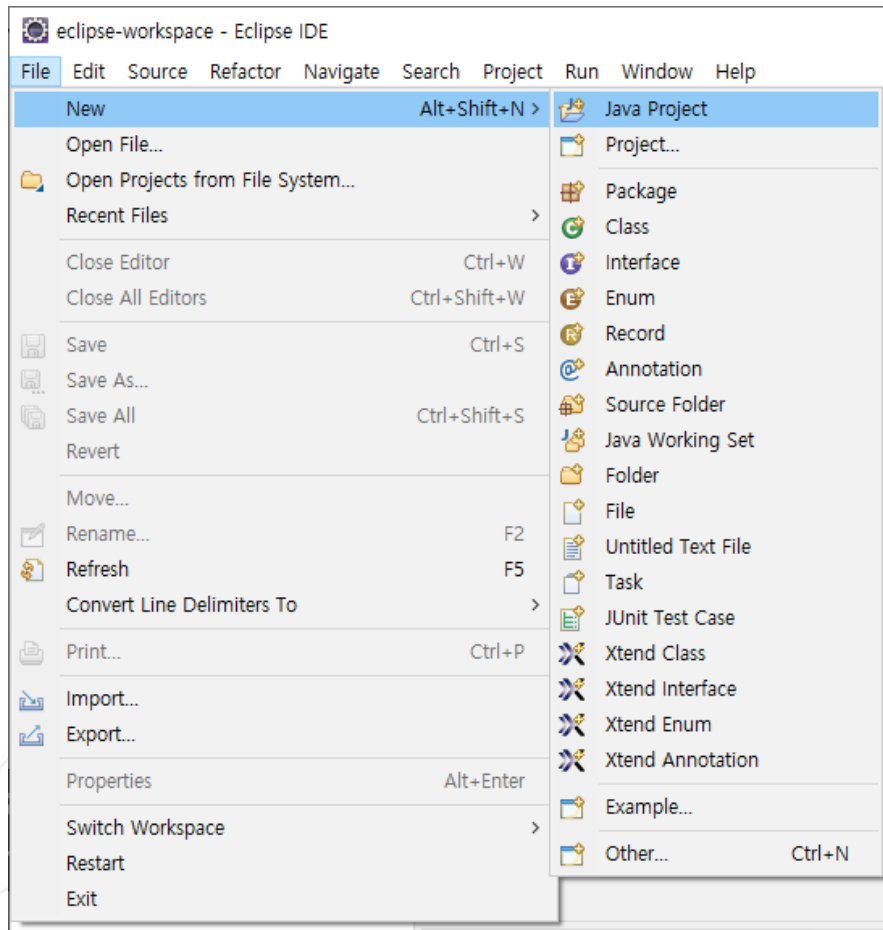 eclipse-workspace - Eclipse IDE
File Edit Source Refactor Navigate Search Project Run Window Help
New Alt+Shift+N >
Open File...
Open Projects from File System...
Recent Files >
Close Editor Ctrl+W
Close All Editors Ctrl+Shift+W
Save Ctrl+S
Save As...
Save All Ctrl+Shift+S
Revert
Move...
Rename... F2
Refresh F5
Convert Line Delimiters To >
Print... Ctrl+P
Import...
Export...
Properties Alt+Enter
Switch Workspace >
Restart
Exit
Java Project
Project...
Package
Class
Interface
Enum
Record
Annotation
Source Folder
Java Working Set
Folder
File
Untitled Text File
Task
JUnit Test Case
Xtend Class
Xtend Interface
Xtend Enum
Xtend Annotation
Example...
Other... Ctrl+N